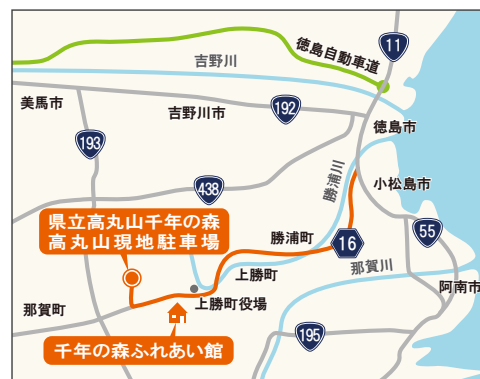 11
徳島自動車道
吉野川
美馬市
吉野川市
192
徳島市
193
勝浦川
小松島市
438
県立高丸山千年の森
高丸山現地駐車場
勝浦町
16
55
那賀川
上勝町
阿南市
那賀町
上勝町役場
195
千年の森ふれあい館